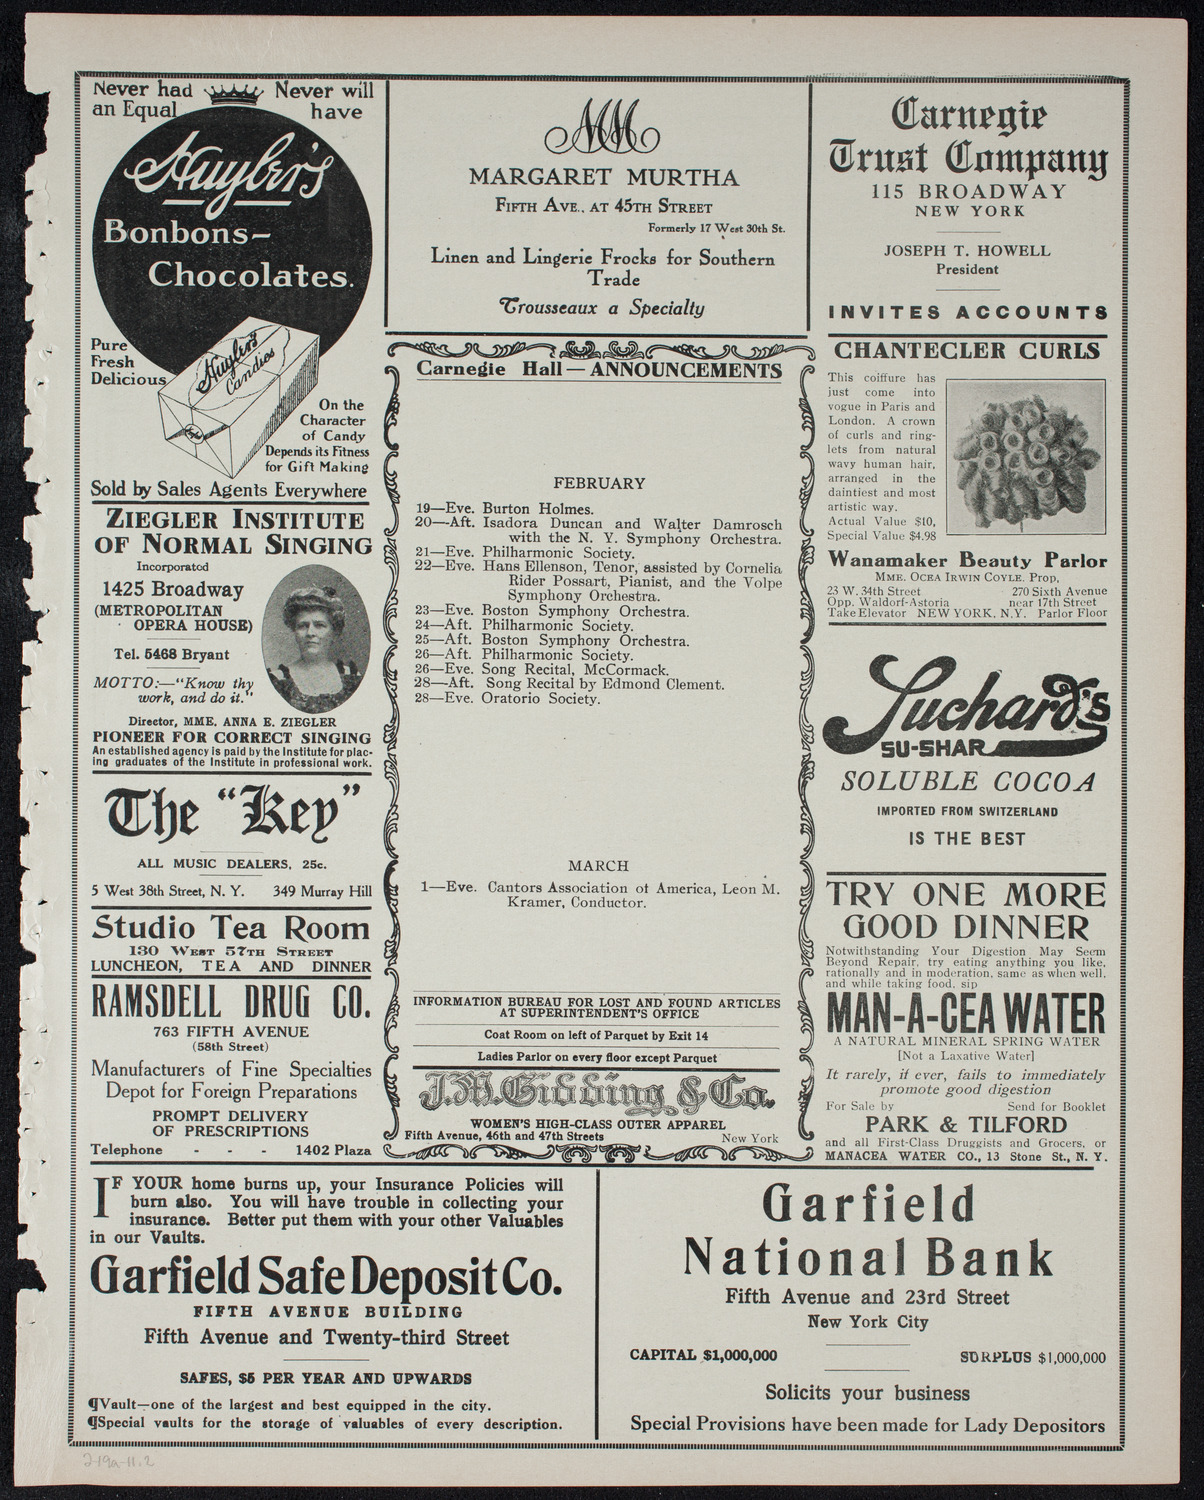 Never had Never will
an Equal have
Huyler's
Bonbons-
Chocolates.
Pure
Fresh
Delicious
Huyler's
Candies
On the
Character
of Candy
Depends its Fitness
for Gift Making
Sold by Sales Agents Everywhere
ZIEGLER INSTITUTE
OF NORMAL SINGING
Incorporated
1425 Broadway
(METROPOLITAN
OPERA HOUSE)
Tel. 5468 Bryant
MOTTO:—"Know thy
work, and do it."
Director, MME. ANNA E. ZIEGLER
PIONEER FOR CORRECT SINGING
An established agency is paid by the Institute for plac-
ing graduates of the Institute in professional work.
The "Key"
ALL MUSIC DEALERS, 25c.
5 West 38th Street, N. Y. 349 Murray Hill
Studio Tea Room
130 WEST 57TH STREET
LUNCHEON, TEA AND DINNER
RAMSDELL DRUG CO.
763 FIFTH AVENUE
(58th Street)
Manufacturers of Fine Specialties
Depot for Foreign Preparations
PROMPT DELIVERY
OF PRESCRIPTIONS
Telephone - - - 1402 Plaza
MM
MARGARET MURTHA
FIFTH AVE., AT 45TH STREET
Formerly 17 West 30th St.
Linen and Lingerie Frocks for Southern
Trade
Trousseaux a Specialty
Carnegie Hall—ANNOUNCEMENTS
FEBRUARY
19—Eve. Burton Holmes.
20—Aft. Isadora Duncan and Walter Damrosch
with the N. Y. Symphony Orchestra.
21—Eve. Philharmonic Society.
22—Eve. Hans Ellenson, Tenor, assisted by Cornelia
Rider Possart, Pianist, and the Volpe
Symphony Orchestra.
23—Eve. Boston Symphony Orchestra.
24—Aft. Philharmonic Society.
25—Aft. Boston Symphony Orchestra.
26—Aft. Philharmonic Society.
26—Eve. Song Recital, McCormack.
28—Aft. Song Recital by Edmond Clement.
28—Eve. Oratorio Society.
MARCH
1—Eve. Cantors Association of America, Leon M.
Kramer, Conductor.
INFORMATION BUREAU FOR LOST AND FOUND ARTICLES
AT SUPERINTENDENT'S OFFICE
Coat Room on left of Parquet by Exit 14
Ladies Parlor on every floor except Parquet
J.M. Gidding & Co.
WOMEN'S HIGH-CLASS OUTER APPAREL
Fifth Avenue, 46th and 47th Streets New York
Carnegie
Trust Company
115 BROADWAY
NEW YORK
JOSEPH T. HOWELL
President
INVITES ACCOUNTS
CHANTECLER CURLS
This coiffure has
just come into
vogue in Paris and
London. A crown
of curls and ring-
lets from natural
wavy human hair,
arranged in the
daintiest and most
artistic way.
Actual Value $10,
Special Value $4.98
Wanamaker Beauty Parlor
MME. OCEA IRWIN COYLE, Prop,
23 W. 34th Street 270 Sixth Avenue
Opp. Waldorf-Astoria near 17th Street
Take Elevator NEW YORK, N.Y. Parlor Floor
Suchard's
SU-SHAR
SOLUBLE COCOA
IMPORTED FROM SWITZERLAND
IS THE BEST
TRY ONE MORE
GOOD DINNER
Notwithstanding Your Digestion May Seem
Beyond Repair, try eating anything you like,
rationally and in moderation, same as when well,
and while taking food, sip
MAN-A-CEA WATER
A NATURAL MINERAL SPRING WATER
[Not a Laxative Water]
It rarely, if ever, fails to immediately
promote good digestion
For Sale by Send for Booklet
PARK & TILFORD
and all First-Class Druggists and Grocers, or
MANACEA WATER CO., 13 Stone St., N. Y.
IF YOUR home burns up, your Insurance Policies will
burn also. You will have trouble in collecting your
insurance. Better put them with your other Valuables
in our Vaults.
Garfield Safe Deposit Co.
FIFTH AVENUE BUILDING
Fifth Avenue and Twenty-third Street
SAFES, $5 PER YEAR AND UPWARDS
¶Vault—one of the largest and best equipped in the city.
¶Special vaults for the storage of valuables of every description.
Garfield
National Bank
Fifth Avenue and 23rd Street
New York City
CAPITAL $1,000,000 SURPLUS $1,000,000
Solicits your business
Special Provisions have been made for Lady Depositors
2-19a-11.2